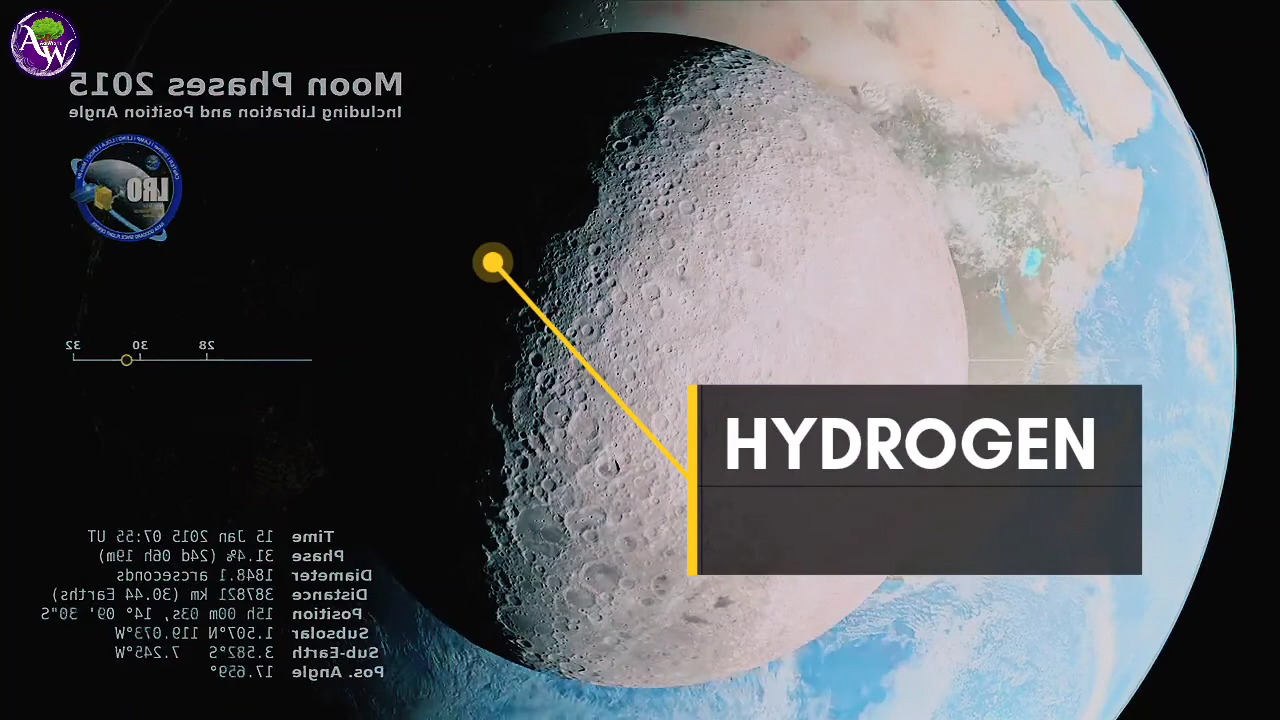 AW
Moon Phases 2015
Including Libration and Position Angle
LRO
32 30 28
HYDROGEN
Time 15 Jan 2015 07:55 UT
Phase 31.4% (24d 06h 19m)
Diameter 1848.1 arcseconds
Distance 387821 km (30.44 Earths)
Position 15h 00m 03s, 14° 09' 30"S
Subsolar 1.507°N 119.073°W
Sub-Earth 3.582°S 7.245°W
Pos. Angle 17.659°